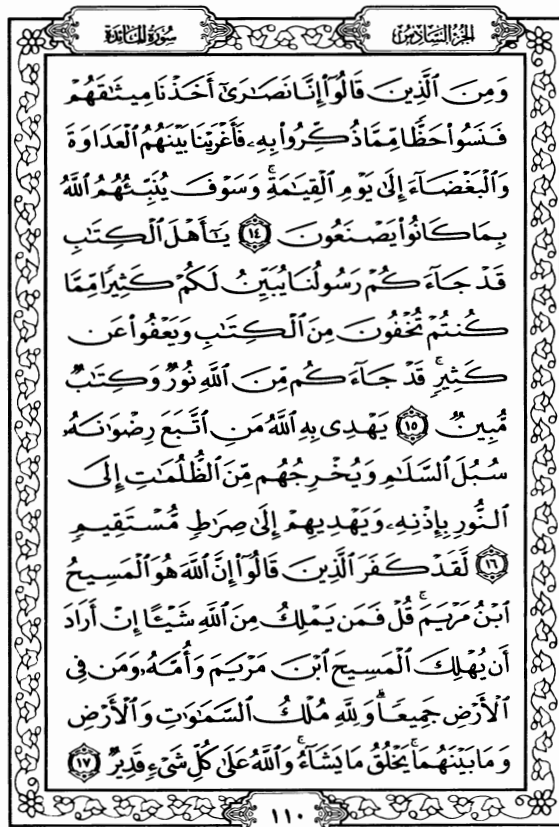 الجزء السادس
سورة المائدة
وَمِنَ ٱلَّذِينَ قَالُوٓا۟ إِنَّا نَصَٰرَىٰٓ أَخَذْنَا مِيثَٰقَهُمْ
فَنَسُوا۟ حَظًّا مِّمَّا ذُكِّرُوا۟ بِهِۦ فَأَغْرَيْنَا بَيْنَهُمُ ٱلْعَدَاوَةَ
وَٱلْبَغْضَآءَ إِلَىٰ يَوْمِ ٱلْقِيَٰمَةِ ۚ وَسَوْفَ يُنَبِّئُهُمُ ٱللَّهُ
بِمَا كَانُوا۟ يَصْنَعُونَ ١٤ يَٰٓأَهْلَ ٱلْكِتَٰبِ
قَدْ جَآءَكُمْ رَسُولُنَا يُبَيِّنُ لَكُمْ كَثِيرًا مِّمَّا
كُنتُمْ تُخْفُونَ مِنَ ٱلْكِتَٰبِ وَيَعْفُوا۟ عَن
كَثِيرٍ ۚ قَدْ جَآءَكُم مِّنَ ٱللَّهِ نُورٌ وَكِتَٰبٌ
مُّبِينٌ ١٥ يَهْدِى بِهِ ٱللَّهُ مَنِ ٱتَّبَعَ رِضْوَٰنَهُۥ
سُبُلَ ٱلسَّلَٰمِ وَيُخْرِجُهُم مِّنَ ٱلظُّلُمَٰتِ إِلَى
ٱلنُّورِ بِإِذْنِهِۦ وَيَهْدِيهِمْ إِلَىٰ صِرَٰطٍ مُّسْتَقِيمٍ
١٦ لَّقَدْ كَفَرَ ٱلَّذِينَ قَالُوٓا۟ إِنَّ ٱللَّهَ هُوَ ٱلْمَسِيحُ
ٱبْنُ مَرْيَمَ ۚ قُلْ فَمَن يَمْلِكُ مِنَ ٱللَّهِ شَيْـًٔا إِنْ أَرَادَ
أَن يُهْلِكَ ٱلْمَسِيحَ ٱبْنَ مَرْيَمَ وَأُمَّهُۥ وَمَن فِى
ٱلْأَرْضِ جَمِيعًا ۗ وَلِلَّهِ مُلْكُ ٱلسَّمَٰوَٰتِ وَٱلْأَرْضِ
وَمَا بَيْنَهُمَا ۚ يَخْلُقُ مَا يَشَآءُ ۚ وَٱللَّهُ عَلَىٰ كُلِّ شَىْءٍ قَدِيرٌ ١٧
١١٠